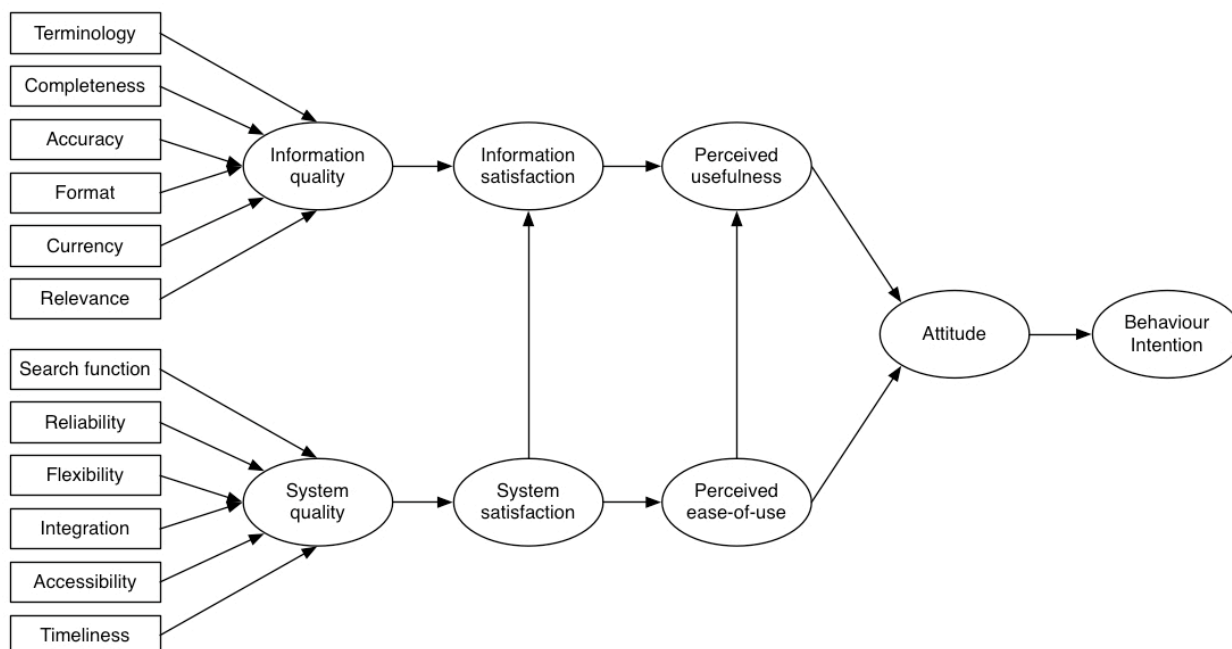 Terminology
Completeness
Accuracy
Format
Currency
Relevance
Information
quality
Information
satisfaction
Perceived
usefulness
Attitude
Behaviour
Intention
Search function
Reliability
Flexibility
Integration
Accessibility
Timeliness
System
quality
System
satisfaction
Perceived
ease-of-use